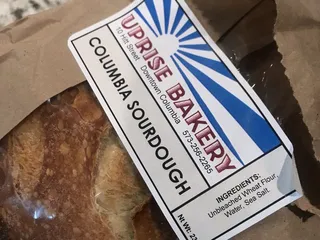 UPRISE BAKERY
10 Hitt Street Downtown Columbia 573-256-2265
COLUMBIA SOURDOUGH
INGREDIENTS:
Unbleached Wheat Flour,
Water, Sea Salt.
Nt Wt: